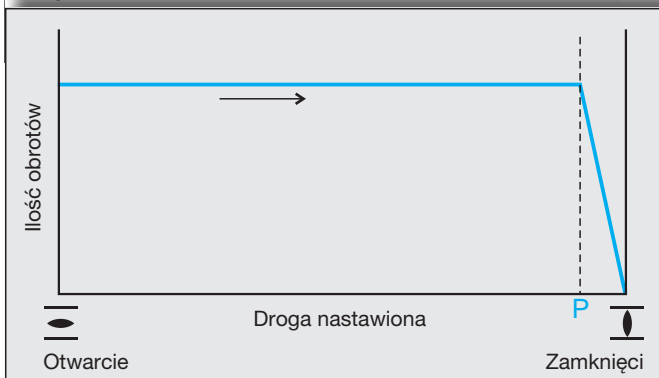 Ilość obrotów
Droga nastawiona
P
Otwarcie
Zamknięci